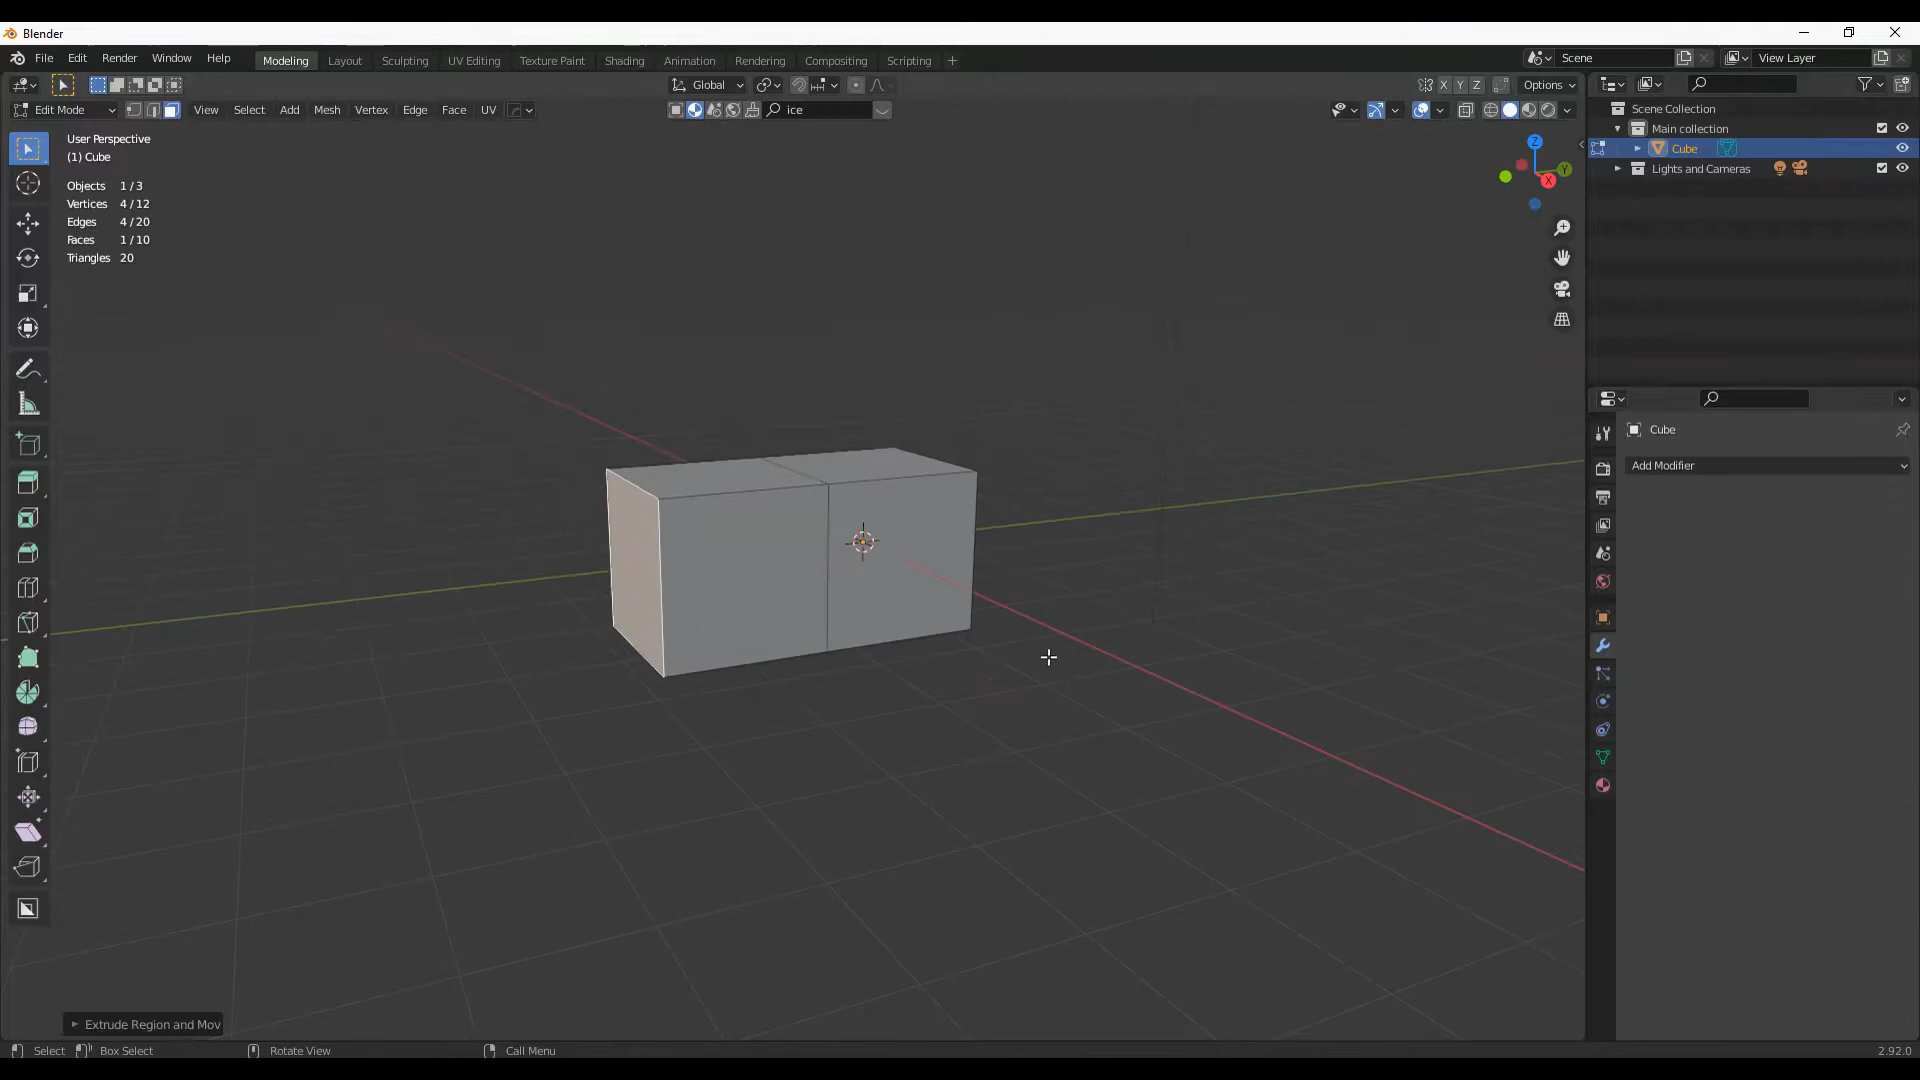 Blender
File Edit Render Window Help
Modeling Layout Sculpting UV Editing Texture Paint Shading Animation Rendering Compositing Scripting +
Scene
View Layer
Global
X Y Z
Options
Edit Mode
View Select Add Mesh Vertex Edge Face UV
ice
User Perspective
(1) Cube
Objects 1 / 3
Vertices 4 / 12
Edges 4 / 20
Faces 1 / 10
Triangles 20
Z
Y
X
Scene Collection
Main collection
Cube
Lights and Cameras
Cube
Add Modifier
Extrude Region and Mov
Select Box Select Rotate View Call Menu
2.92.0